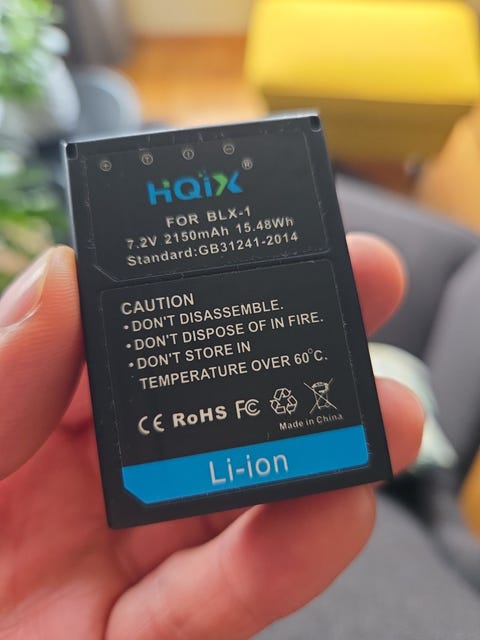 + T I -
HQiX®
FOR BLX-1
7.2V 2150mAh 15.48Wh
Standard:GB31241-2014
CAUTION
•DON'T DISASSEMBLE.
•DON'T DISPOSE OF IN FIRE.
•DON'T STORE IN
TEMPERATURE OVER 60°C.
CE RoHS FC
Made in China
Li-ion